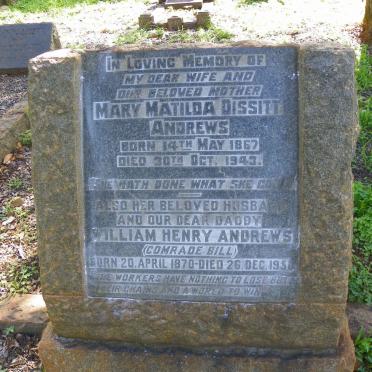 IN LOVING MEMORY OF
MY DEAR WIFE AND
OUR BELOVED MOTHER
MARY MATILDA DISSITT
ANDREWS
BORN 14TH MAY 1867
DIED OCT. 1943.
SHE HATH DONE WHAT SHE
ALSO HER BELOVED HUSBA
AND OUR DEAR DADDY
WILLIAM HENRY ANDREWS
(COMRADE BILL)
BORN 20. APRIL 1870-DIED 26 DEC. 
THE WORKERS HAVE NOTHING TO LOSE BUT
THEIR CHAINS AND A WORLD TO WIN